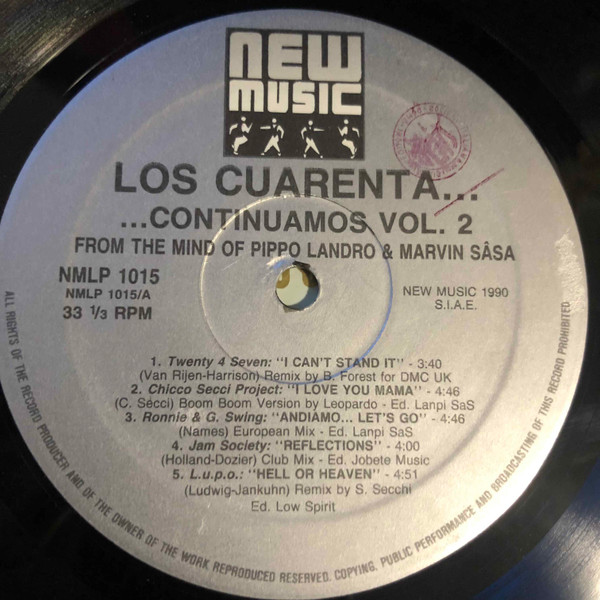 NEW
MUSIC
LOS CUARENTA...
...CONTINUAMOS VOL. 2
FROM THE MIND OF PIPPO LANDRO & MARVIN SÂSA
NMLP 1015
NMLP 1015/A
33 1/3 RPM
NEW MUSIC 1990
S.I.A.E.
1. Twenty 4 Seven: "I CAN'T STAND IT" - 3:40
(Van Rijen-Harrison) Remix by B. Forest for DMC UK
2. Chicco Secci Project: "I LOVE YOU MAMA" - 4:46
(C. Sécci) Boom Boom Version by Leopardo - Ed. Lanpi SaS
3. Ronnie & G. Swing: "ANDIAMO... LET'S GO" - 4:46
(Names) European Mix - Ed. Lanpi SaS
4. Jam Society: "REFLECTIONS" - 4:00
(Holland-Dozier) Club Mix - Ed. Jobete Music
5. L.u.p.o.: "HELL OR HEAVEN" - 4:51
(Ludwig-Jankuhn) Remix by S. Secchi
Ed. Low Spirit
ALL RIGHTS OF THE RECORD PRODUCER AND OF THE OWNER OF THE WORK REPRODUCED RESERVED. COPYING, PUBLIC PERFORMANCE AND BROADCASTING OF THIS RECORD PROHIBITED